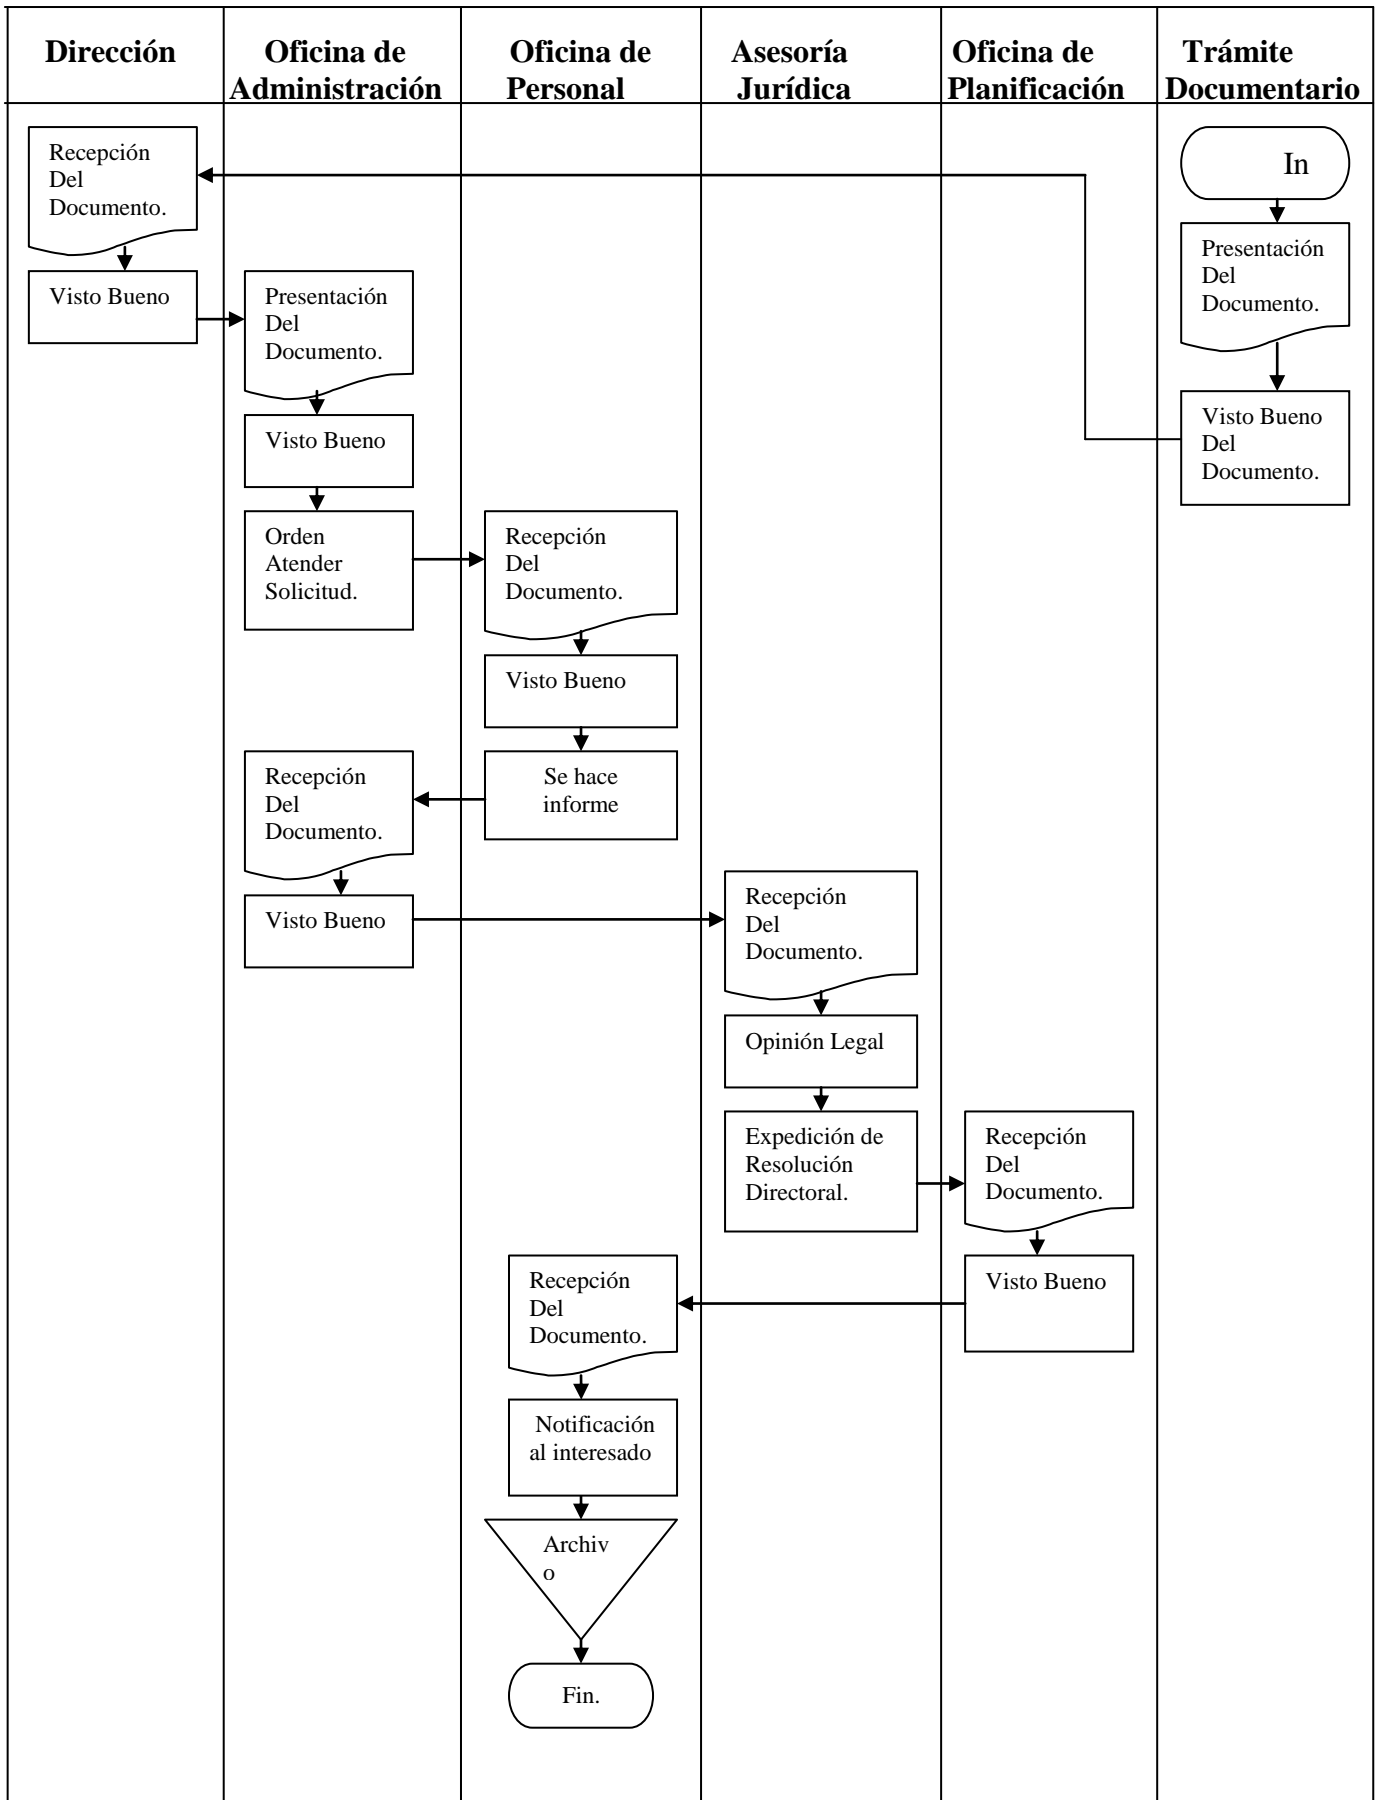 Dirección
Oficina de
Administración
Oficina de
Personal
Asesoría
Jurídica
Oficina de
Planificación
Trámite
Documentario
In
Presentación
Del
Documento.
Visto Bueno
Del
Documento.
Recepción
Del
Documento.
Visto Bueno
Presentación
Del
Documento.
Visto Bueno
Orden
Atender
Solicitud.
Recepción
Del
Documento.
Visto Bueno
Se hace
informe
Recepción
Del
Documento.
Visto Bueno
Recepción
Del
Documento.
Opinión Legal
Expedición de
Resolución
Directoral.
Recepción
Del
Documento.
Visto Bueno
Recepción
Del
Documento.
Notificación
al interesado
Archiv
o
Fin.